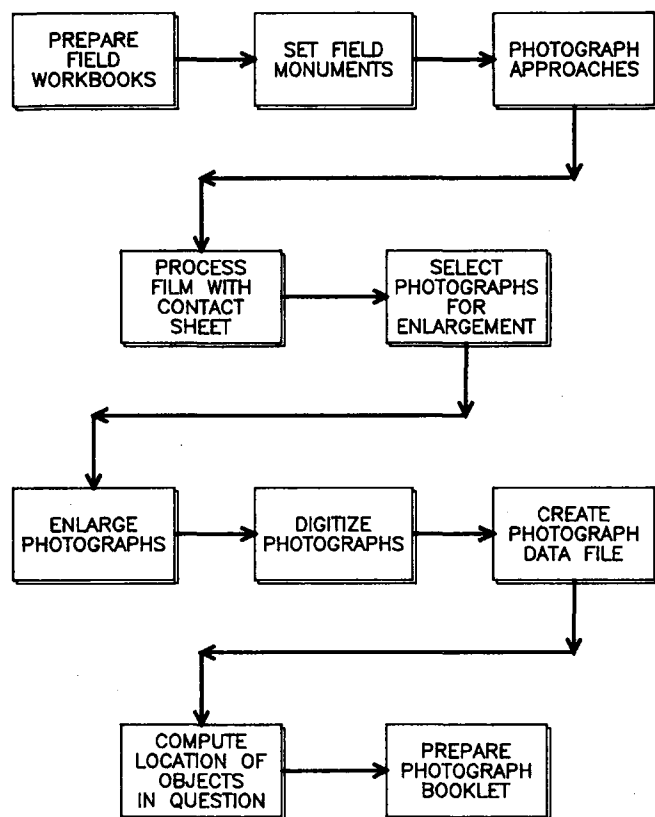 PREPARE
FIELD
WORKBOOKS
SET FIELD
MONUMENTS
PHOTOGRAPH
APPROACHES
PROCESS
FILM WITH
CONTACT
SHEET
SELECT
PHOTOGRAPHS
FOR
ENLARGEMENT
ENLARGE
PHOTOGRAPHS
DIGITIZE
PHOTOGRAPHS
CREATE
PHOTOGRAPH
DATA FILE
COMPUTE
LOCATION OF
OBJECTS
IN QUESTION
PREPARE
PHOTOGRAPH
BOOKLET